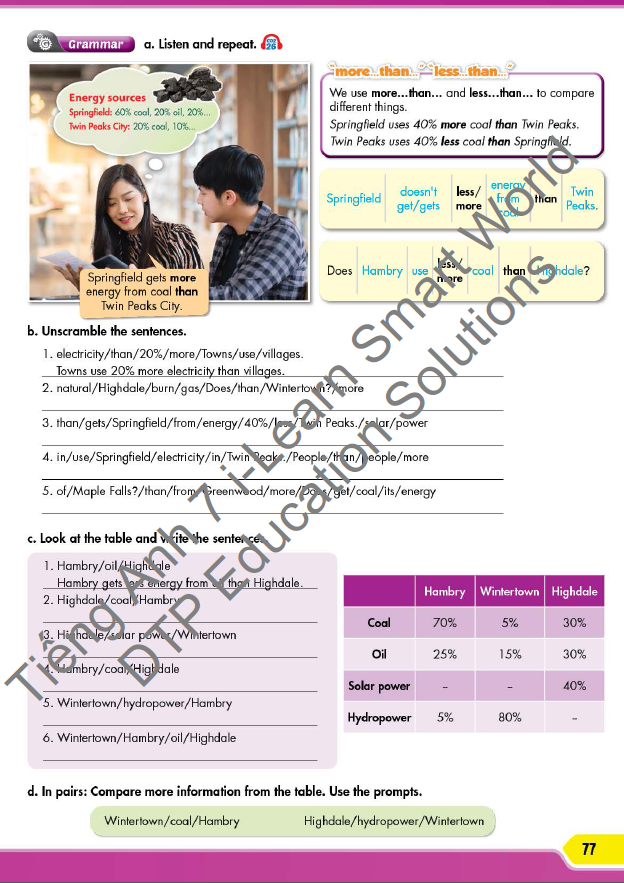 Grammar
a. Listen and repeat.
CD2
26
Energy sources
Springfield: 60% coal, 20% oil, 20%...
Twin Peaks City: 20% coal, 10%...
Springfield gets more
energy from coal than
Twin Peaks City.
"more...than..." "less...than..."
We use more...than... and less...than... to compare
different things.
Springfield uses 40% more coal than Twin Peaks.
Twin Peaks uses 40% less coal than Springfield.
Springfield doesn't get/gets less/more energy from coal than Twin Peaks.
Does Hambry use less/more coal than Highdale?
b. Unscramble the sentences.
1. electricity/than/20%/more/Towns/use/villages.
Towns use 20% more electricity than villages.
2. natural/Highdale/burn/gas/Does/than/Wintertown?/more
3. than/gets/Springfield/from/energy/40%/less/Twin Peaks./solar/power
4. in/use/Springfield/electricity/in/Twin Peaks./People/than/people/more
5. of/Maple Falls?/than/from/Greenwood/more/Does/get/coal/its/energy
c. Look at the table and write the sentences.
1. Hambry/oil/Highdale
Hambry gets less energy from oil than Highdale.
2. Highdale/coal/Hambry
3. Highdale/solar power/Wintertown
4. Hambry/coal/Highdale
5. Wintertown/hydropower/Hambry
6. Wintertown/Hambry/oil/Highdale
Hambry Wintertown Highdale
Coal 70% 5% 30%
Oil 25% 15% 30%
Solar power – – 40%
Hydropower 5% 80% –
d. In pairs: Compare more information from the table. Use the prompts.
Wintertown/coal/Hambry Highdale/hydropower/Wintertown
77
Tiếng Anh 7 i-Learn Smart World
DTP Education Solutions